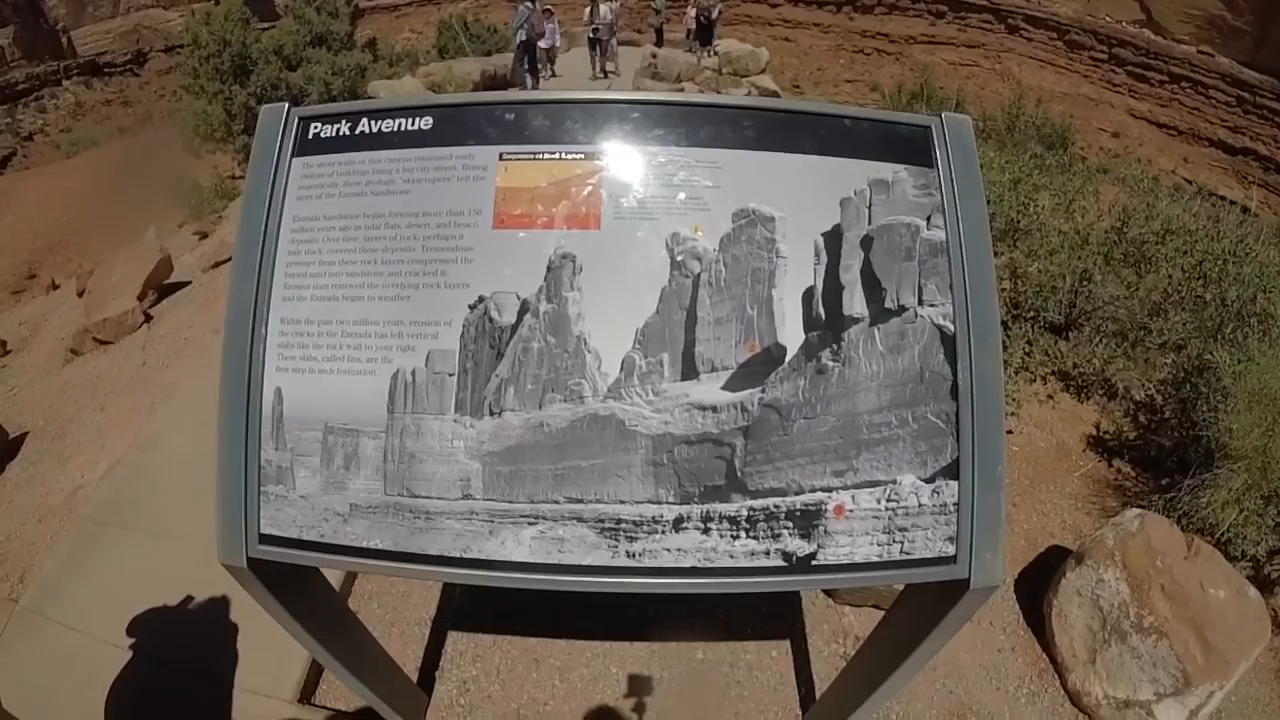 Park Avenue
The sheer walls of this canyon reminded early
visitors of buildings lining a big city street. Rising
majestically, these geologic "skyscrapers" tell the
story of the Entrada Sandstone.
Entrada Sandstone began forming more than 150
million years ago as tidal flats, desert, and beach
deposits. Over time, layers of rock, perhaps a
mile thick, covered these deposits. Tremendous
pressure from these rock layers compressed the
buried sand into sandstone and cracked it.
Erosion then removed the overlying rock layers
and the Entrada began to weather.
Within the past two million years, erosion of
the cracks in the Entrada has left vertical
slabs like the rock wall to your right.
These slabs, called fins, are the
first step in arch formation.
Sequence of Rock Layers
1
2
3